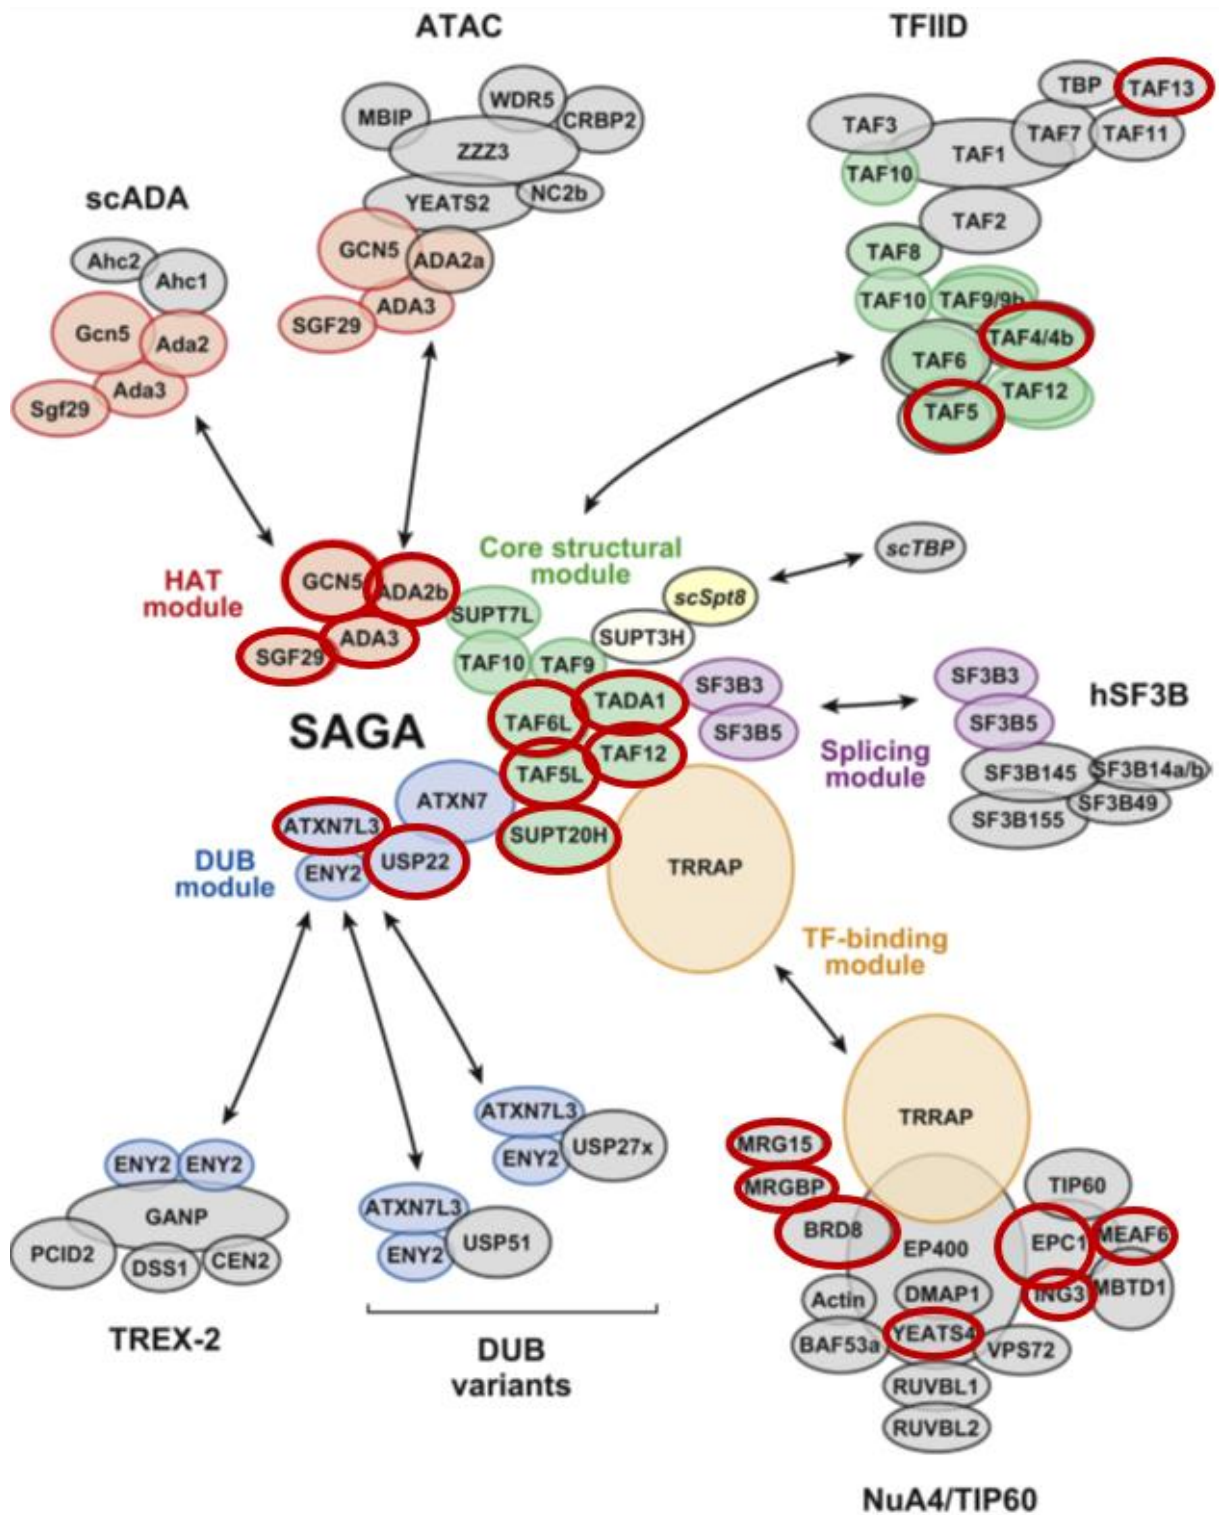 ATAC
MBIP
WDR5
CRBP2
ZZZ3
YEATS2
NC2b
GCN5
ADA2a
ADA3
SGF29
TFIID
TBP
TAF13
TAF3
TAF7
TAF11
TAF1
TAF10
TAF2
TAF8
TAF10
TAF9/9b
TAF4/4b
TAF6
TAF12
TAF5
scADA
Ahc2
Ahc1
Gcn5
Ada2
Ada3
Sgf29
HAT
module
GCN5
ADA2b
ADA3
SGF29
Core structural
module
SUPT7L
TAF10
TAF9
SUPT3H
scSpt8
scTBP
TADA1
TAF6L
TAF12
TAF5L
SUPT20H
SF3B3
SF3B5
Splicing
module
SF3B3
SF3B5
hSF3B
SF3B145
SF3B14a/b
SF3B49
SF3B155
SAGA
ATXN7
ATXN7L3
USP22
ENY2
DUB
module
TRRAP
TF-binding
module
ENY2
ENY2
GANP
PCID2
DSS1
CEN2
TREX-2
ATXN7L3
ENY2
USP27x
ATXN7L3
ENY2
USP51
DUB
variants
TRRAP
MRG15
MRGBP
BRD8
EP400
TIP60
EPC1
MEAF6
ING3
MBTD1
Actin
DMAP1
BAF53a
YEATS4
VPS72
RUVBL1
RUVBL2
NuA4/TIP60